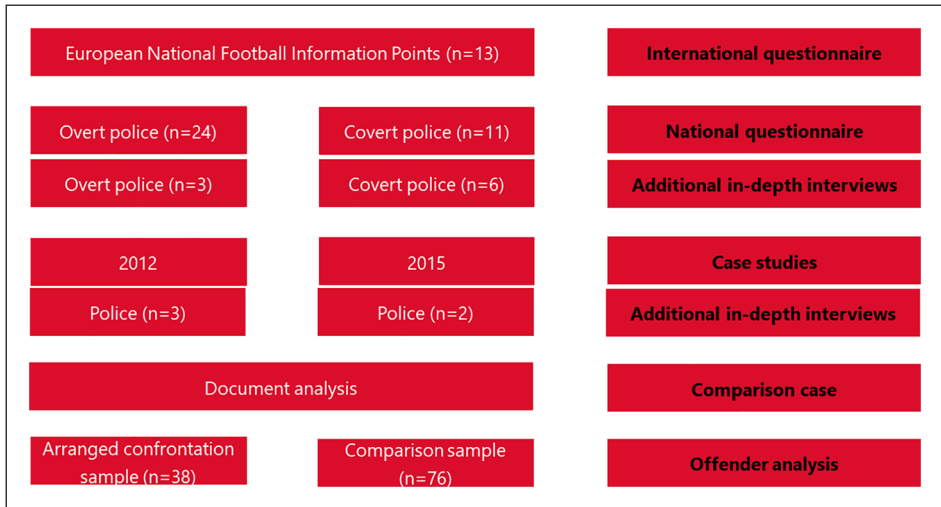 European National Football Information Points (n=13)
International questionnaire
Overt police (n=24)
Covert police (n=11)
National questionnaire
Overt police (n=3)
Covert police (n=6)
Additional in-depth interviews
2012
2015
Case studies
Police (n=3)
Police (n=2)
Additional in-depth interviews
Document analysis
Comparison case
Arranged confrontation
sample (n=38)
Comparison sample
(n=76)
Offender analysis